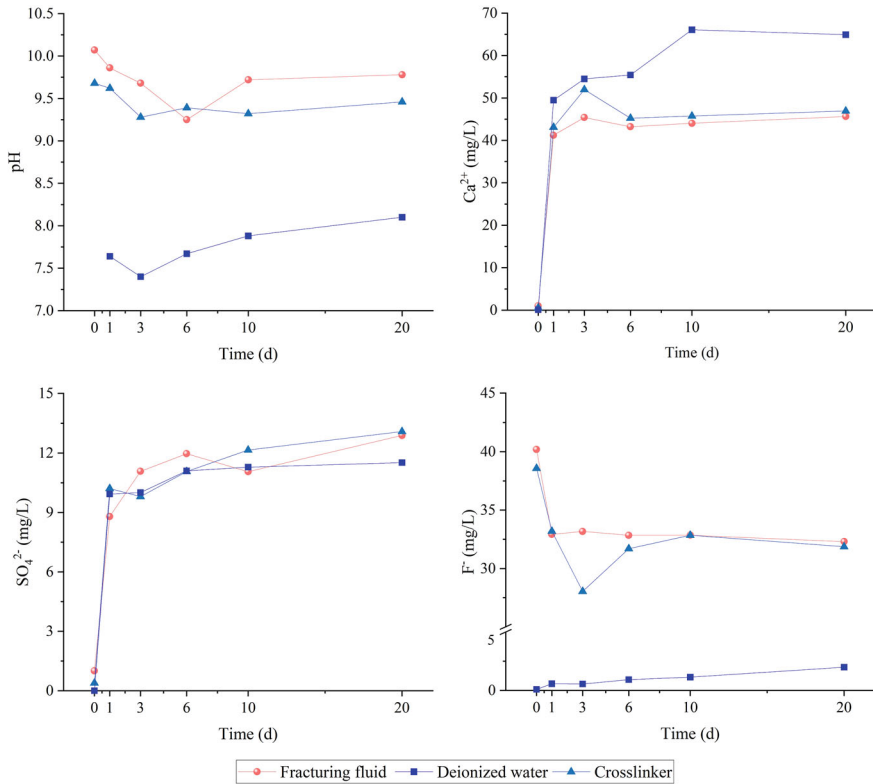 10.5
10.0
9.5
9.0
8.5
8.0
7.5
7.0
pH
0 1 3 6 10 20
Time (d)
70
60
50
40
30
20
10
0
Ca²⁺ (mg/L)
0 1 3 6 10 20
Time (d)
15
12
9
6
3
0
SO₄²⁻ (mg/L)
0 1 3 6 10 20
Time (d)
45
40
35
30
5
0
F⁻ (mg/L)
0 1 3 6 10 20
Time (d)
Fracturing fluid Deionized water Crosslinker